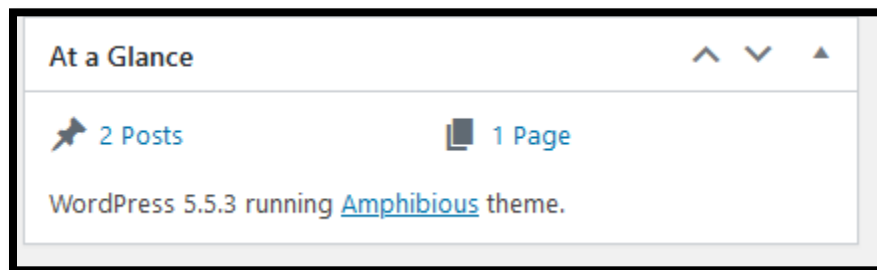 At a Glance
2 Posts 1 Page
WordPress 5.5.3 running Amphibious theme.